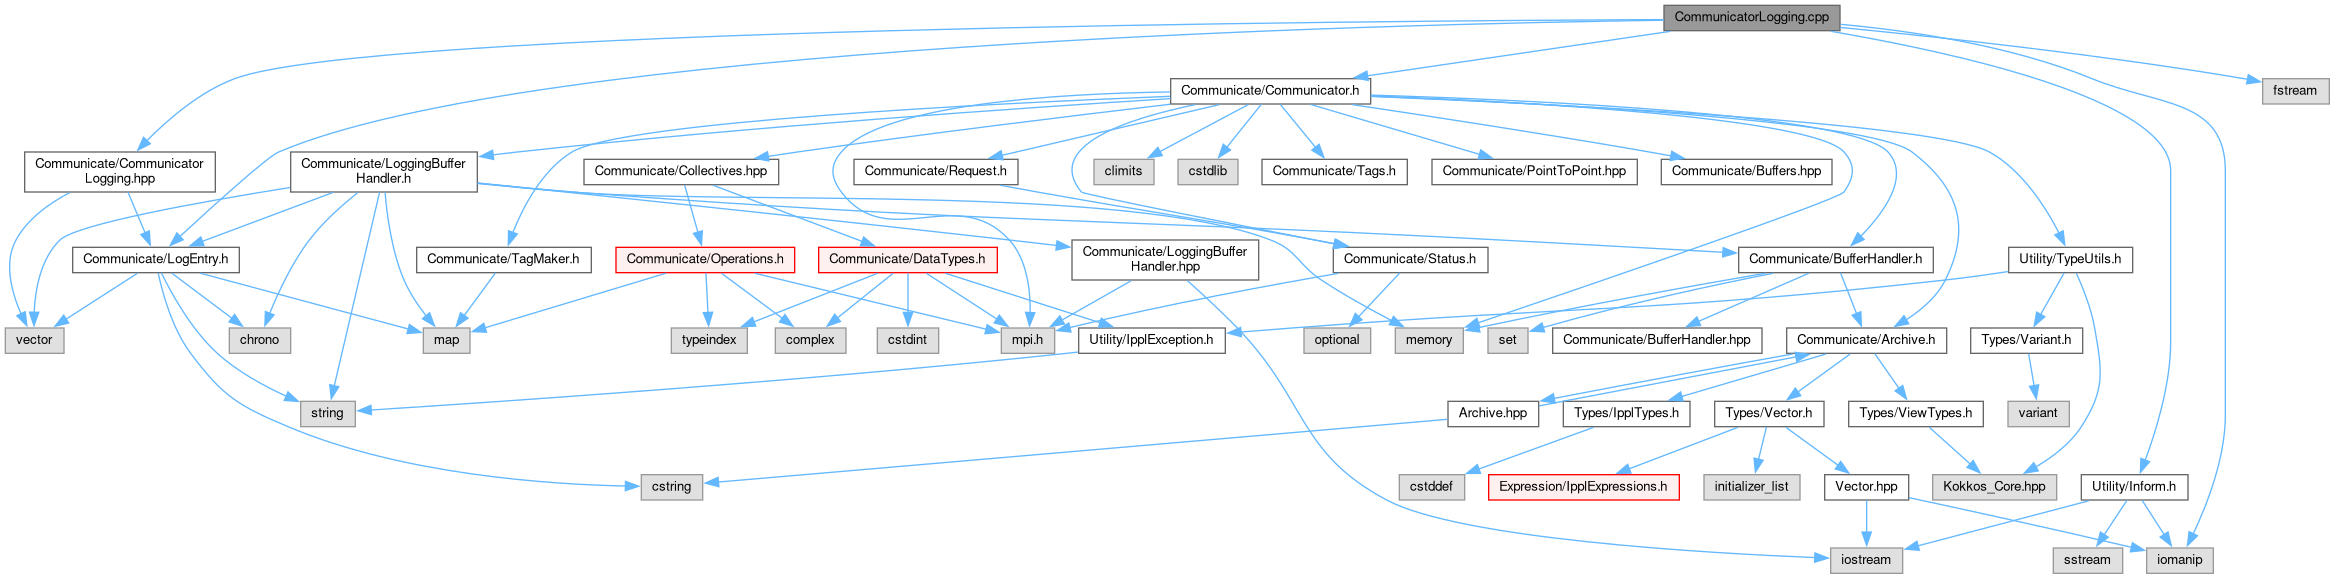 CommunicatorLogging.cpp
Communicate/Communicator.h
fstream
Communicate/Communicator
Logging.hpp
Communicate/LoggingBuffer
Handler.h
Communicate/Collectives.hpp
Communicate/Request.h
climits
cstdlib
Communicate/Tags.h
Communicate/PointToPoint.hpp
Communicate/Buffers.hpp
Communicate/LogEntry.h
Communicate/TagMaker.h
Communicate/Operations.h
Communicate/DataTypes.h
Communicate/LoggingBuffer
Handler.hpp
Communicate/Status.h
Communicate/BufferHandler.h
Utility/TypeUtils.h
vector
chrono
map
typeindex
complex
cstdint
mpi.h
Utility/IpplException.h
optional
memory
set
Communicate/BufferHandler.hpp
Communicate/Archive.h
Types/Variant.h
string
Archive.hpp
Types/IpplTypes.h
Types/Vector.h
Types/ViewTypes.h
variant
cstring
cstddef
Expression/IpplExpressions.h
initializer_list
Vector.hpp
Kokkos_Core.hpp
Utility/Inform.h
iostream
sstream
iomanip